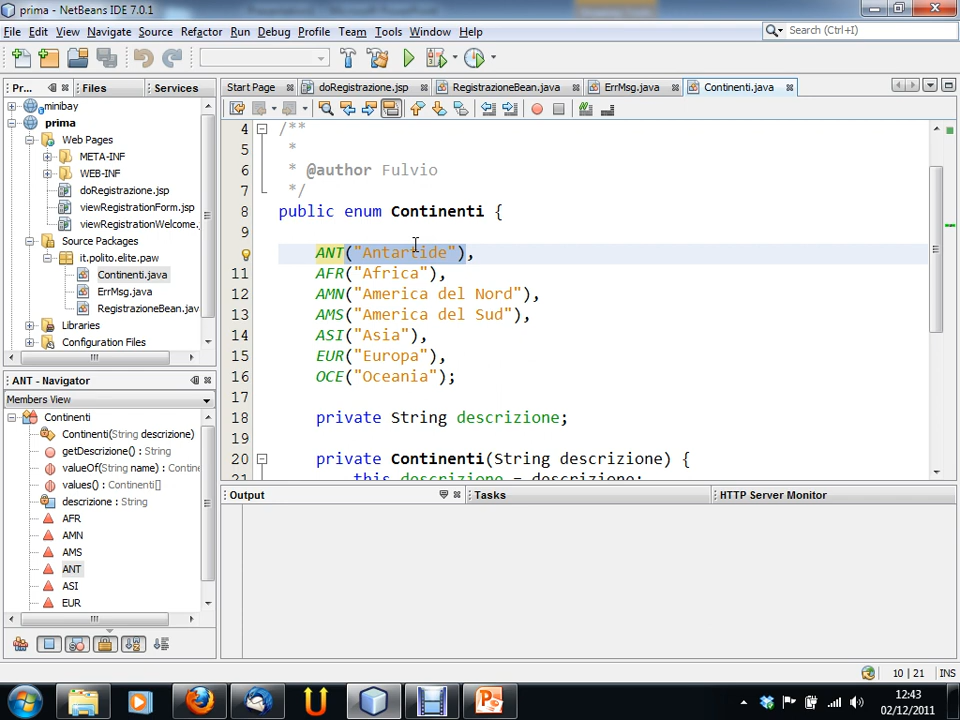 prima - NetBeans IDE 7.0.1
File Edit View Navigate Source Refactor Run Debug Profile Team Tools Window Help
Search (Ctrl+I)
Pr... Files Services
Start Page doRegistrazione.jsp RegistrazioneBean.java ErrMsg.java Continenti.java
minibay
prima
Web Pages
META-INF
WEB-INF
doRegistrazione.jsp
viewRegistrationForm.jsp
viewRegistrationWelcome.
Source Packages
it.polito.elite.paw
Continenti.java
ErrMsg.java
RegistrazioneBean.jav
Libraries
Configuration Files
4 /**
5 *
6 * @author Fulvio
7 */
8 public enum Continenti {
9
ANT("Antartide"),
11 AFR("Africa"),
12 AMN("America del Nord"),
13 AMS("America del Sud"),
14 ASI("Asia"),
15 EUR("Europa"),
16 OCE("Oceania");
17
18 private String descrizione;
19
20 private Continenti(String descrizione) {
21 this.descrizione = descrizione;
ANT - Navigator
Members View
Continenti
Continenti(String descrizione)
getDescrizione() : String
valueOf(String name) : Contine
values() : Continenti[]
descrizione : String
AFR
AMN
AMS
ANT
ASI
EUR
Output Tasks HTTP Server Monitor
10 | 21 INS
12:43
02/12/2011